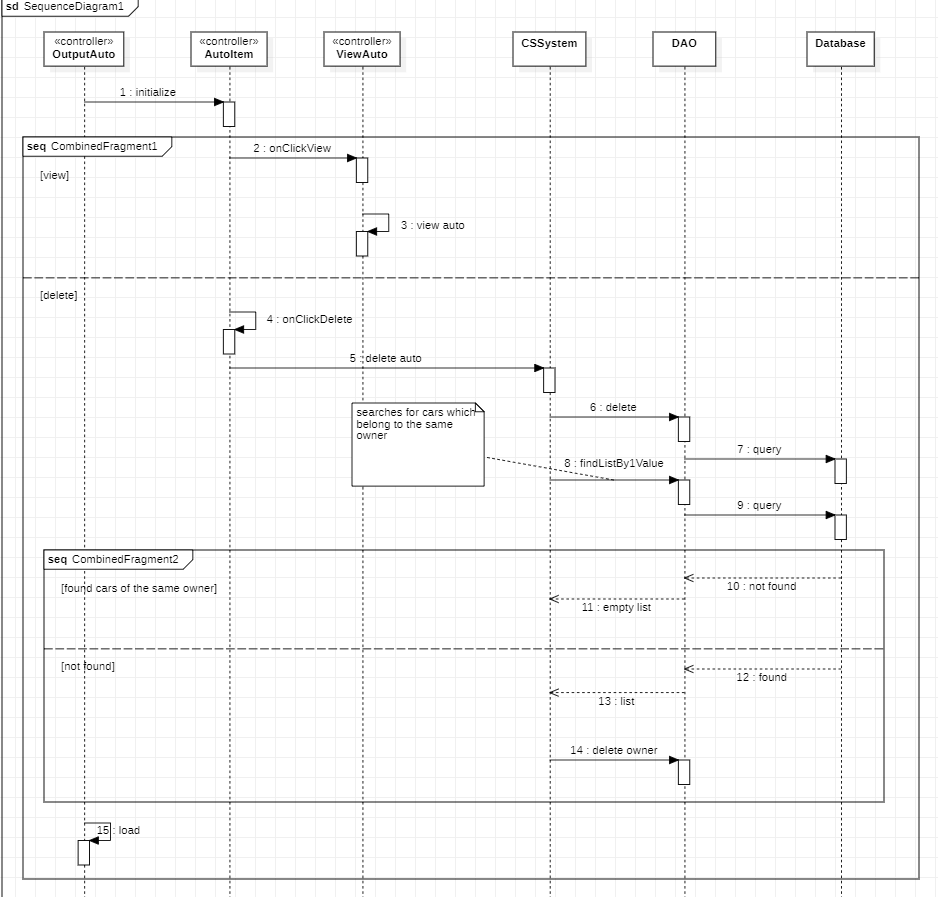 sd SequenceDiagram1
«controller»
OutputAuto
«controller»
AutoItem
«controller»
ViewAuto
CSSystem
DAO
Database
1 : initialize
seq CombinedFragment1
2 : onClickView
[view]
3 : view auto
[delete]
4 : onClickDelete
5 : delete auto
searches for cars which
belong to the same
owner
6 : delete
7 : query
8 : findListBy1Value
9 : query
seq CombinedFragment2
[found cars of the same owner]
10 : not found
11 : empty list
[not found]
12 : found
13 : list
14 : delete owner
15 : load